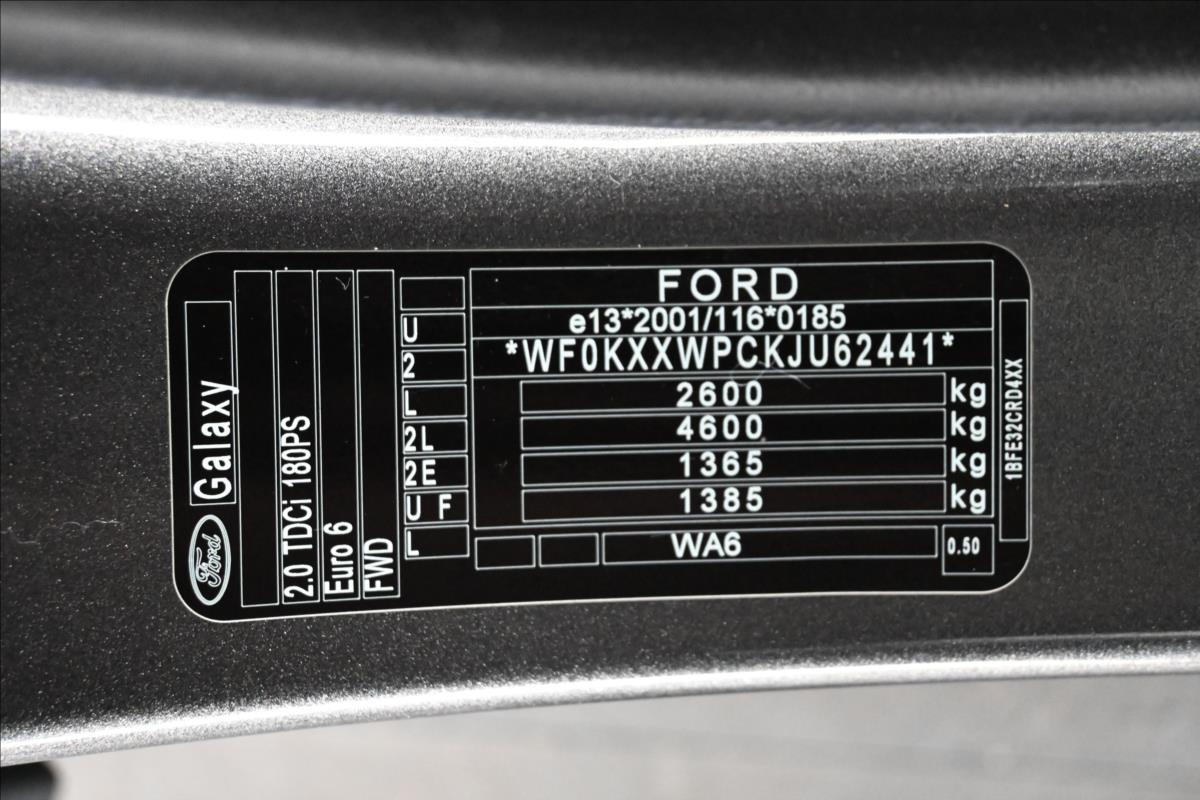 FORD
e13*2001/116*0185
*WF0KXXWPCKJU62441*
2600 kg
4600 kg
1365 kg
1385 kg
WA6
0.50
U
2
L
2L
2E
U F
L
Ford
Galaxy
2.0 TDCi 180PS
Euro 6
FWD
1BFE32CRD4XX